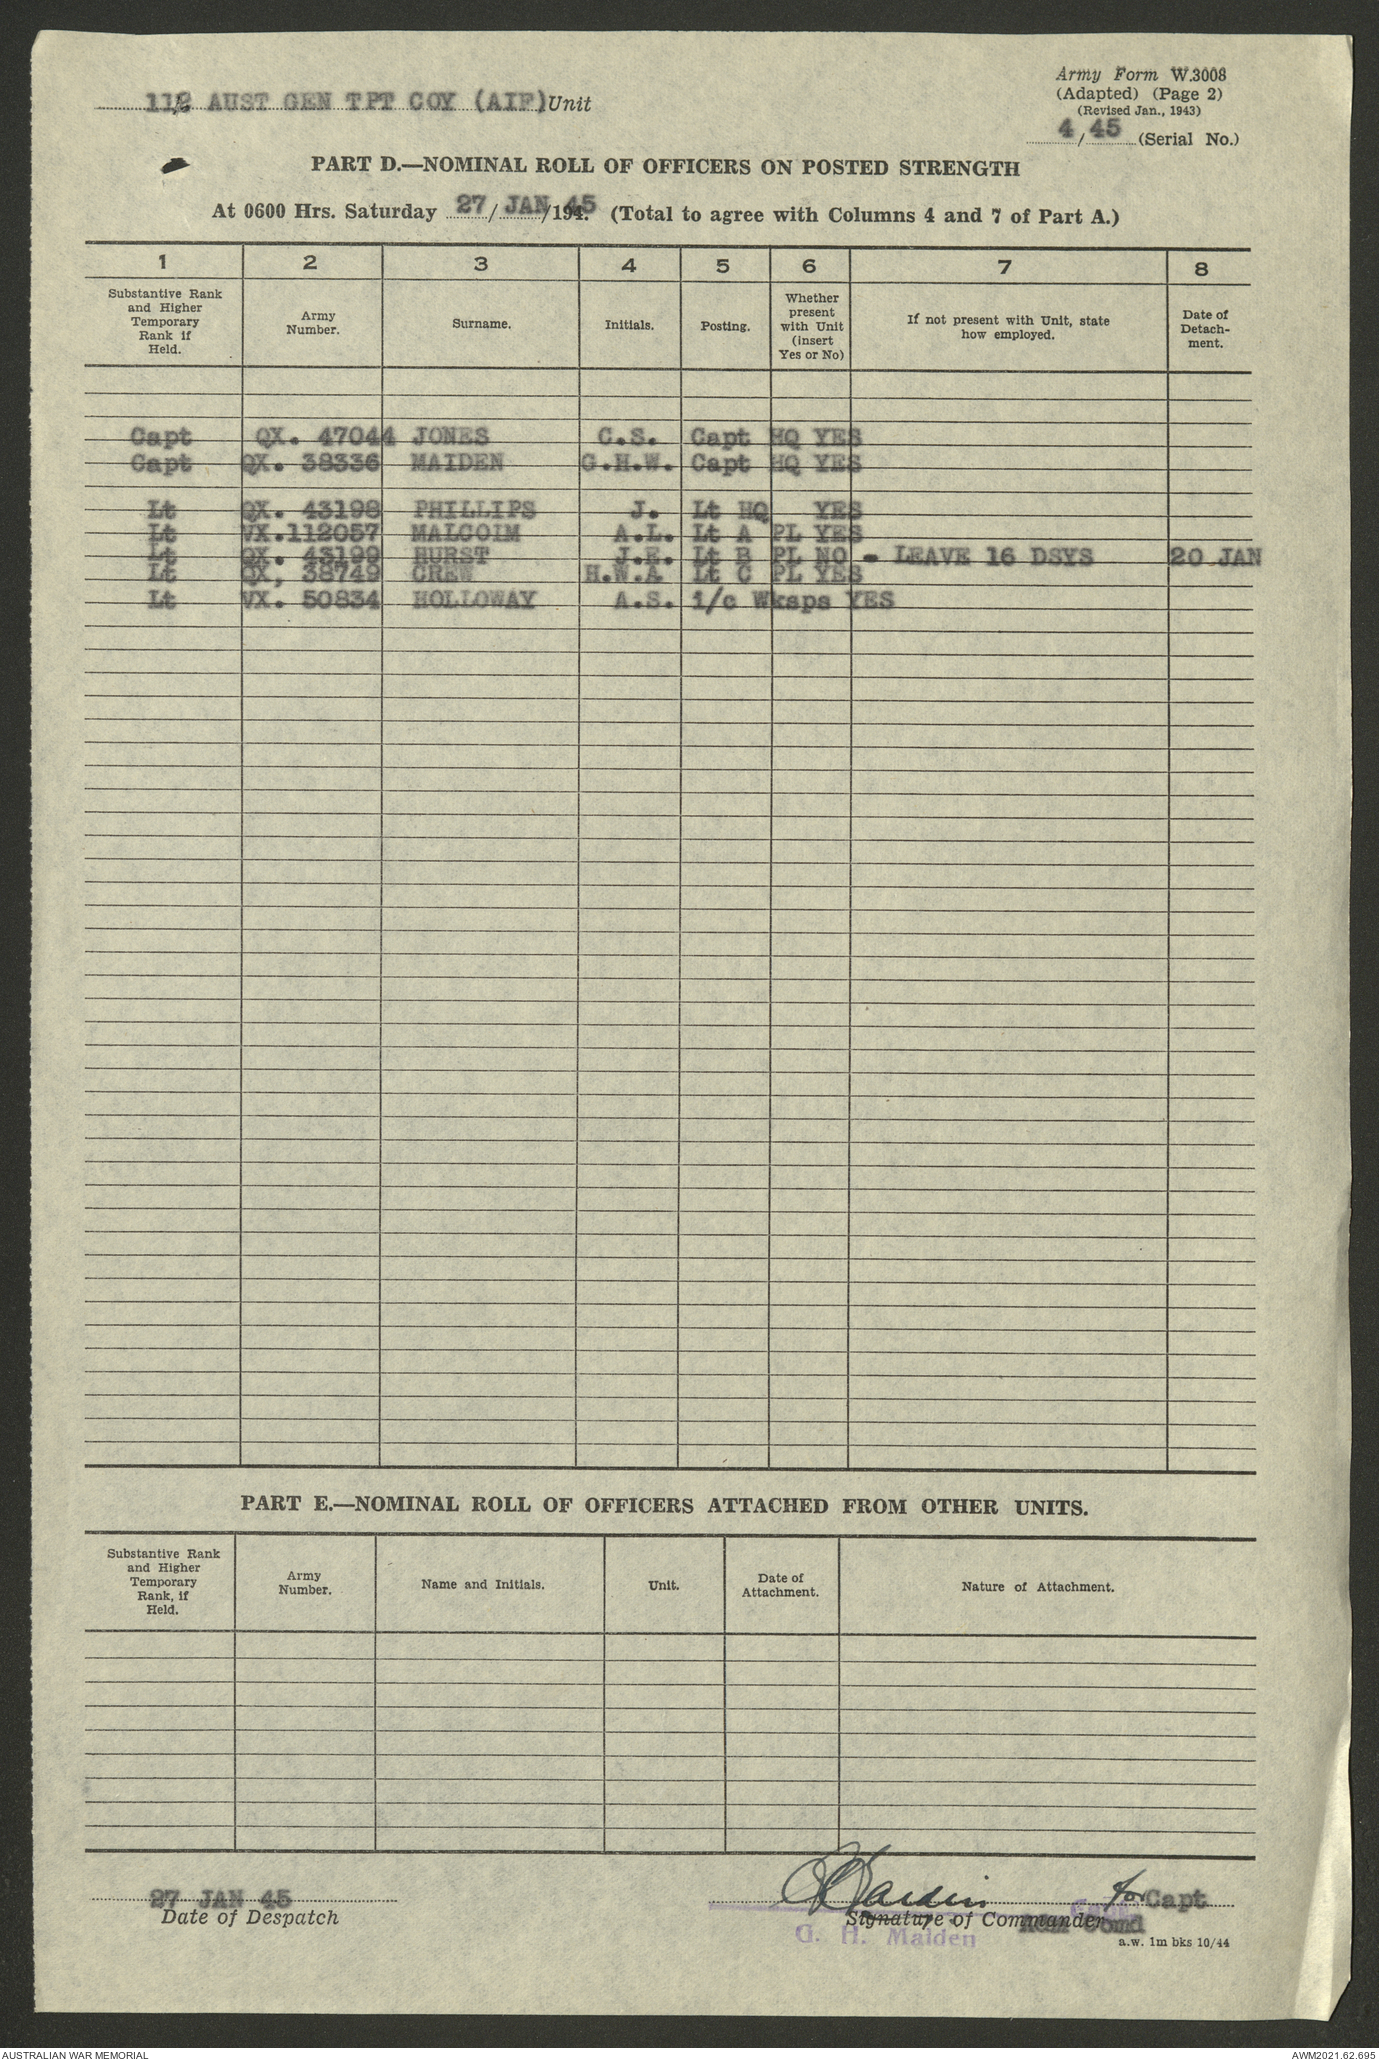 Army Form W.3008
112 AUST GEN TPT COY (AIF) Unit
(Adapted) (Page 2)
(Revised Jan., 1943)
4/45 (Serial No.)
PART D.—NOMINAL ROLL OF OFFICERS ON POSTED STRENGTH
At 0600 Hrs. Saturday 27/JAN 45/194. (Total to agree with Columns 4 and 7 of Part A.)
1 2 3 4 5 6 7 8
Substantive Rank and Higher Temporary Rank if Held.
Army Number.
Surname.
Initials.
Posting.
Whether present with Unit (insert Yes or No)
If not present with Unit, state how employed.
Date of Detach-ment.
Capt QX. 47044 JONES C.S. Capt HQ YES
Capt QX. 38336 MAIDEN G.H.W. Capt HQ YES
Lt QX. 43198 PHILLIPS J. Lt HQ YES
Lt VX.112057 MALCOIM A.L. Lt A PL YES
Lt QX. 43199 HURST J.E. Lt B PL NO - LEAVE 16 DSYS 20 JAN
Lt QX, 38749 CREW H.W.A Lt C PL YES
Lt VX. 50834 HOLLOWAY A.S. i/c Wksps YES
PART E.—NOMINAL ROLL OF OFFICERS ATTACHED FROM OTHER UNITS.
Substantive Rank and Higher Temporary Rank, if Held.
Army Number.
Name and Initials.
Unit.
Date of Attachment.
Nature of Attachment.
27 JAN 45
Maiden for Capt
Date of Despatch
Signature of Commander
Comd
G. H. Maiden
a.w. 1m bks 10/44
AUSTRALIAN WAR MEMORIAL
AWM2021.62.695